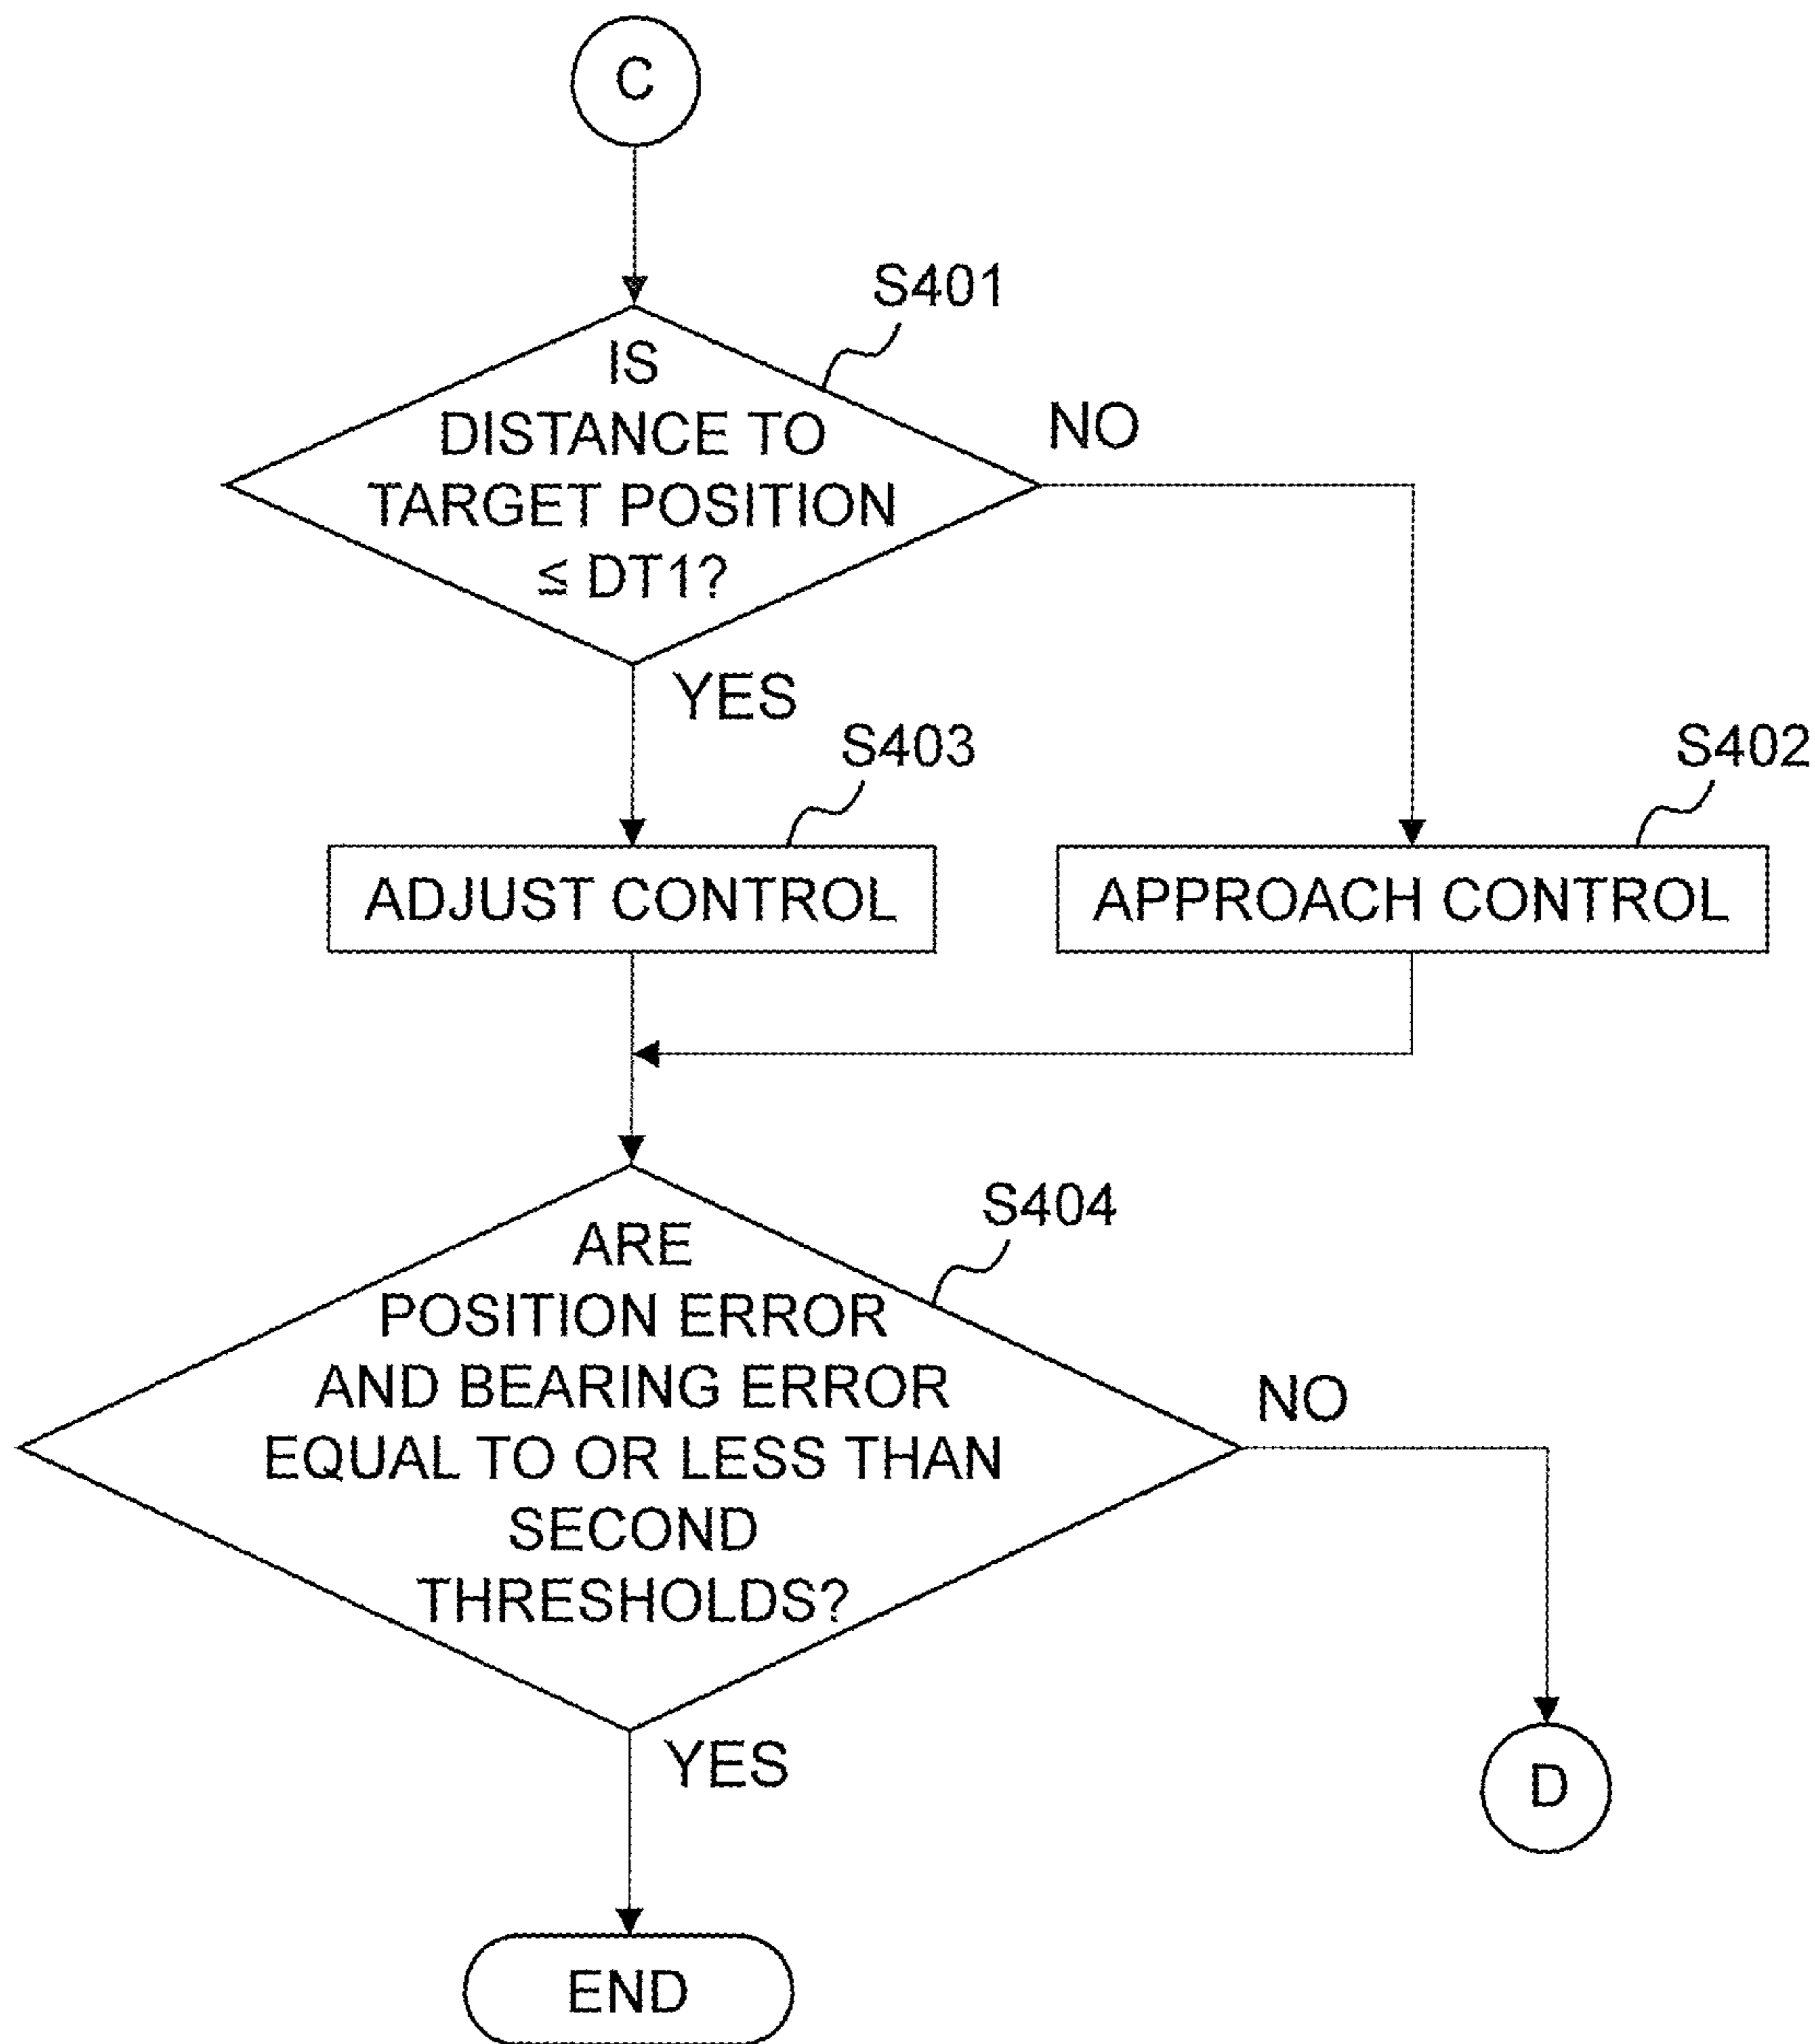 C
S401
IS
DISTANCE TO
TARGET POSITION
≦ DT1?
NO
YES
S403
S402
ADJUST CONTROL
APPROACH CONTROL
S404
ARE
POSITION ERROR
AND BEARING ERROR
EQUAL TO OR LESS THAN
SECOND
THRESHOLDS?
NO
YES
D
END